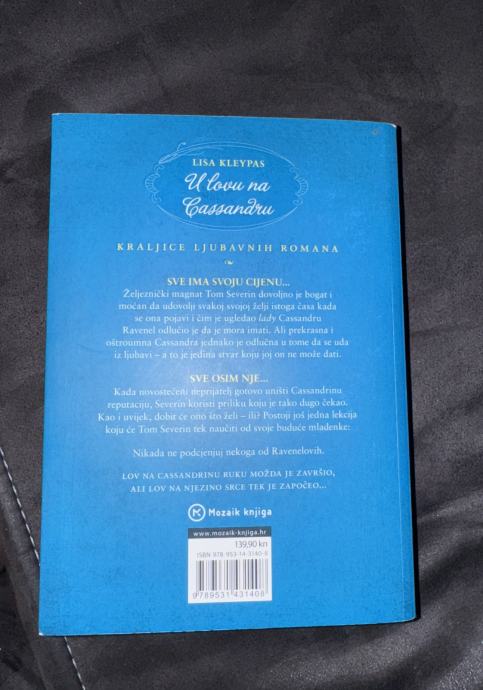 LISA KLEYPAS
U lovu na
Cassandru
KRALJICE LJUBAVNIH ROMANA
SVE IMA SVOJU CIJENU...
Željeznički magnat Tom Severin dovoljno je bogat i
moćan da udovolji svakoj svojoj želji istoga časa kada
se ona pojavi i čim je ugledao lady Cassandru
Ravenel odlučio je da je mora imati. Ali prekrasna i
oštroumna Cassandra jednako je odlučna u tome da se uda
iz ljubavi – a to je jedina stvar koju joj on ne može dati.
SVE OSIM NJE...
Kada novostečeni neprijatelj gotovo uništi Cassandrinu
reputaciju, Severin koristi priliku koju je tako dugo čekao.
Kao i uvijek, dobit će ono što želi – ili? Postoji još jedna lekcija
koju će Tom Severin tek naučiti od svoje buduće mladenke:
Nikada ne podcjenjuj nekoga od Ravenelovih.
LOV NA CASSANDRINU RUKU MOŽDA JE ZAVRŠIO,
ALI LOV NA NJEZINO SRCE TEK JE ZAPOČEO...
Mozaik knjiga
www.mozaik-knjiga.hr
139,90 kn
ISBN 978-953-14-3140-8
9789531431408